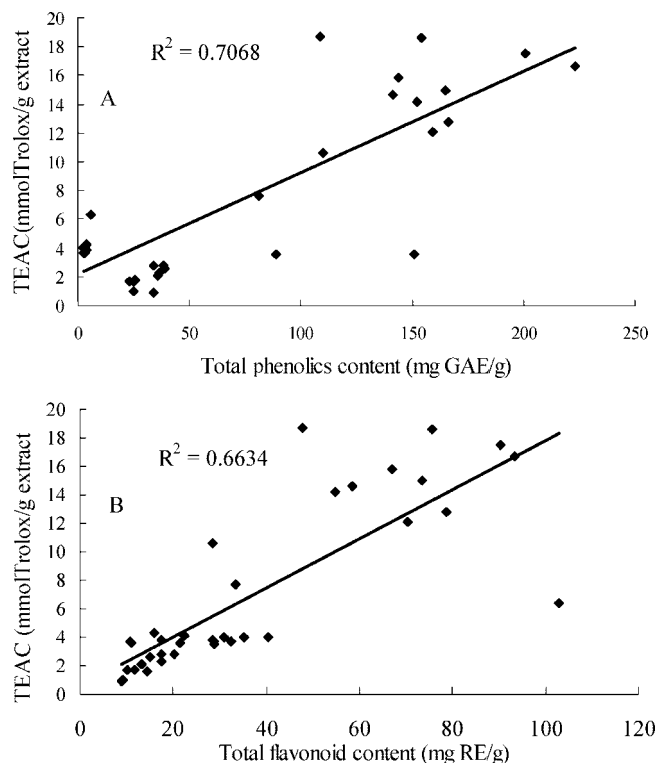 20
18
R² = 0.7068
16
14
A
12
10
8
6
4
2
0
TEAC(mmolTrolox/g extract
0 50 100 150 200 250
Total phenolics content (mg GAE/g)
20
18
R² = 0.6634
16
14
B
12
10
8
6
4
2
0
TEAC (mmolTrolox/g extract
0 20 40 60 80 100 120
Total flavonoid content (mg RE/g)